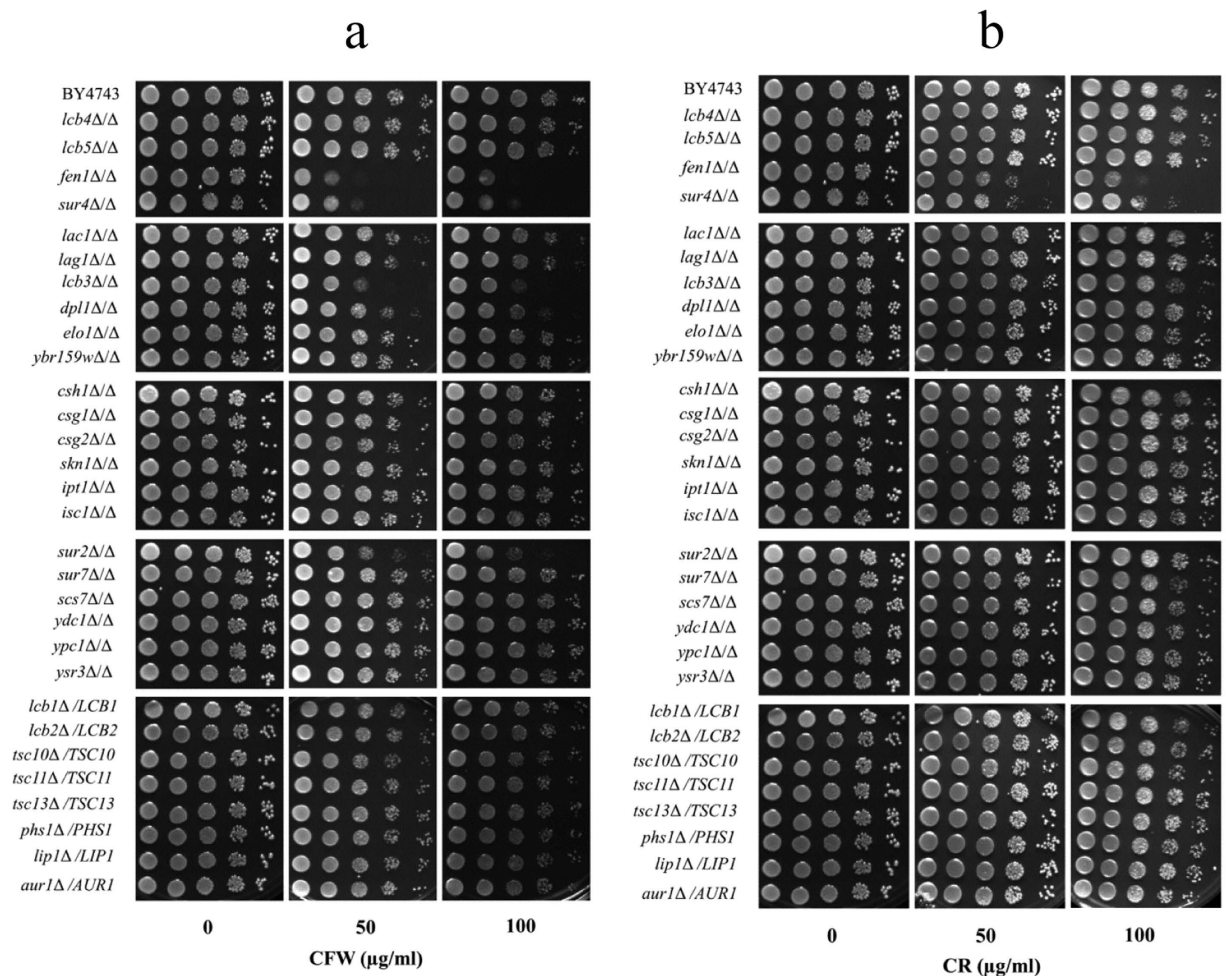 a
BY4743
lcb4Δ/Δ
lcb5Δ/Δ
fen1Δ/Δ
sur4Δ/Δ
lac1Δ/Δ
lag1Δ/Δ
lcb3Δ/Δ
dpl1Δ/Δ
elo1Δ/Δ
ybr159wΔ/Δ
csh1Δ/Δ
csg1Δ/Δ
csg2Δ/Δ
skn1Δ/Δ
ipt1Δ/Δ
isc1Δ/Δ
sur2Δ/Δ
sur7Δ/Δ
scs7Δ/Δ
ydc1Δ/Δ
ypc1Δ/Δ
ysr3Δ/Δ
lcb1Δ/LCB1
lcb2Δ/LCB2
tsc10Δ/TSC10
tsc11Δ/TSC11
tsc13Δ/TSC13
phs1Δ/PHS1
lip1Δ/LIP1
aur1Δ/AUR1
0 50 100
CFW (µg/ml)
b
BY4743
lcb4Δ/Δ
lcb5Δ/Δ
fen1Δ/Δ
sur4Δ/Δ
lac1Δ/Δ
lag1Δ/Δ
lcb3Δ/Δ
dpl1Δ/Δ
elo1Δ/Δ
ybr159wΔ/Δ
csh1Δ/Δ
csg1Δ/Δ
csg2Δ/Δ
skn1Δ/Δ
ipt1Δ/Δ
isc1Δ/Δ
sur2Δ/Δ
sur7Δ/Δ
scs7Δ/Δ
ydc1Δ/Δ
ypc1Δ/Δ
ysr3Δ/Δ
lcb1Δ/LCB1
lcb2Δ/LCB2
tsc10Δ/TSC10
tsc11Δ/TSC11
tsc13Δ/TSC13
phs1Δ/PHS1
lip1Δ/LIP1
aur1Δ/AUR1
0 50 100
CR (µg/ml)